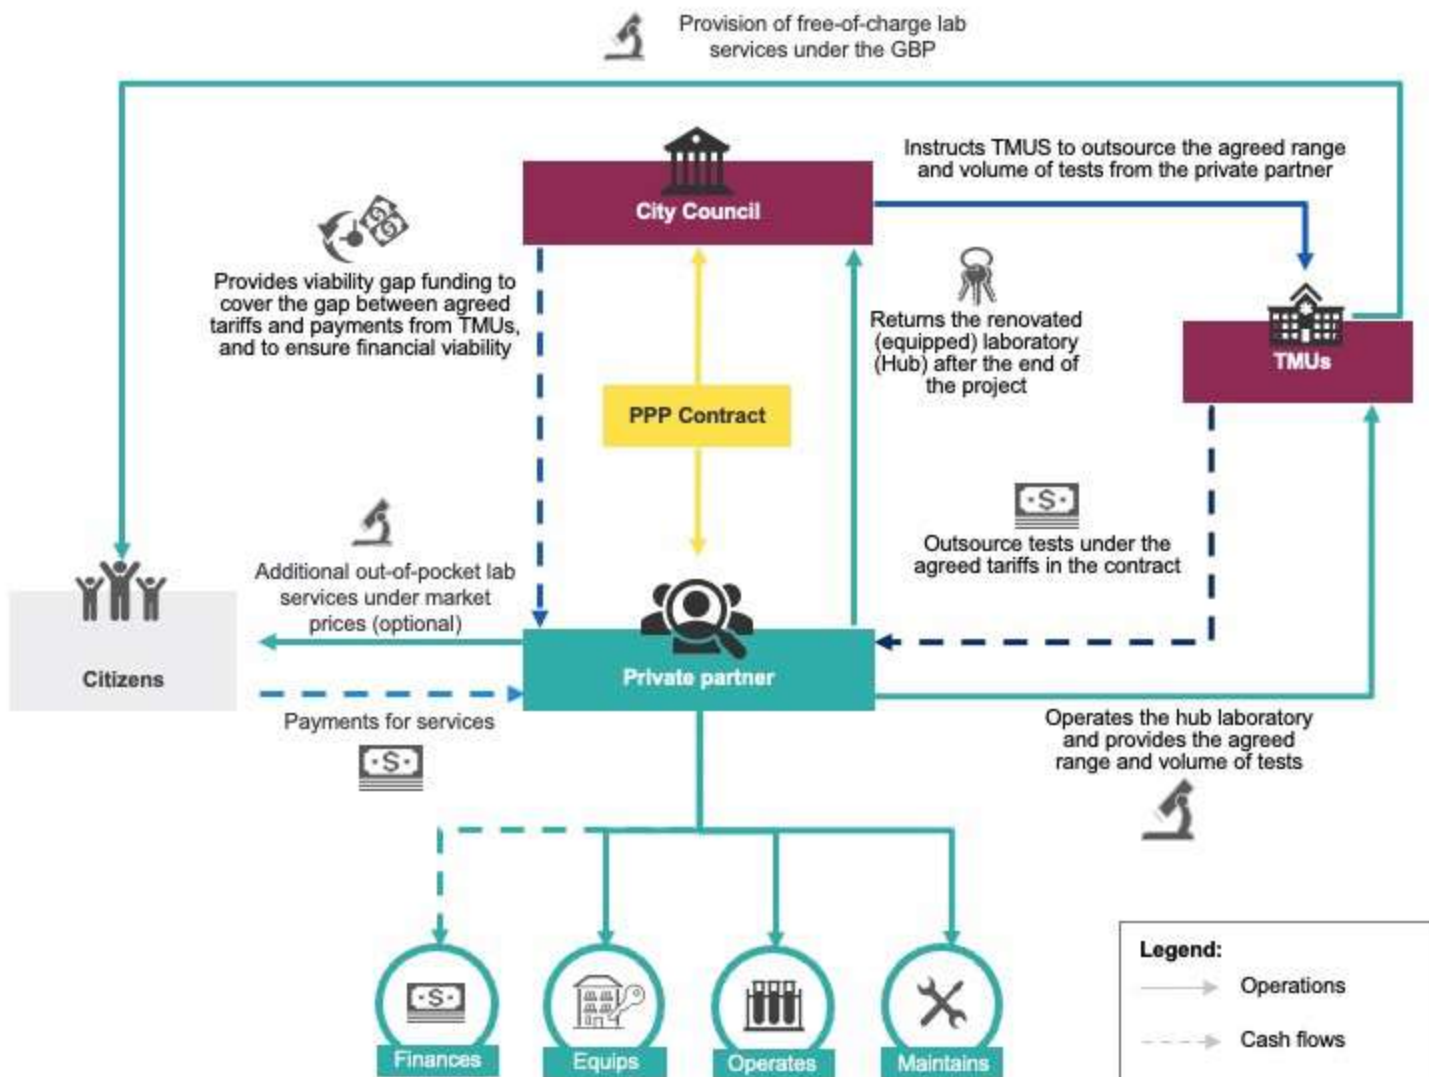 Provision of free-of-charge lab
services under the GBP
Instructs TMUS to outsource the agreed range
and volume of tests from the private partner
City Council
Provides viability gap funding to
cover the gap between agreed
tariffs and payments from TMUs,
and to ensure financial viability
Returns the renovated
(equipped) laboratory
(Hub) after the end of
the project
TMUs
PPP Contract
Outsource tests under the
agreed tariffs in the contract
Additional out-of-pocket lab
services under market
prices (optional)
Citizens
Private partner
Payments for services
Operates the hub laboratory
and provides the agreed
range and volume of tests
Finances
Equips
Operates
Maintains
Legend:
Operations
Cash flows